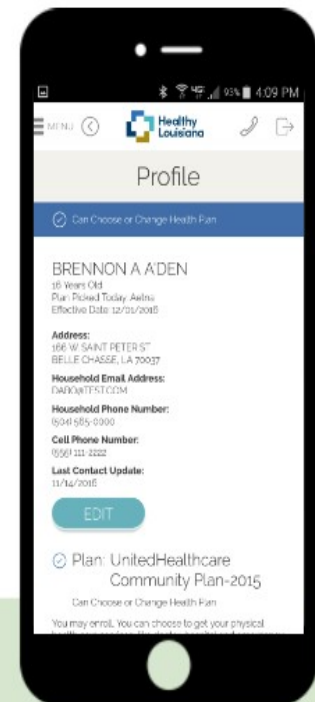 93% 4:09 PM
MENU
Healthy
Louisiana
Profile
Can Choose or Change Health Plan
BRENNON A A'DEN
16 Years Old
Plan Picked Today: Aetna
Effective Date: 12/01/2016
Address:
166 W. SAINT PETER ST
BELLE CHASSE, LA 70037
Household Email Address:
DABO@TEST.COM
Household Phone Number:
(504) 565-0000
Cell Phone Number:
(555) 111-2222
Last Contact Update:
11/14/2016
EDIT
Plan: UnitedHealthcare
Community Plan-2015
Can Choose or Change Health Plan
You may enroll. You can choose to get your physical